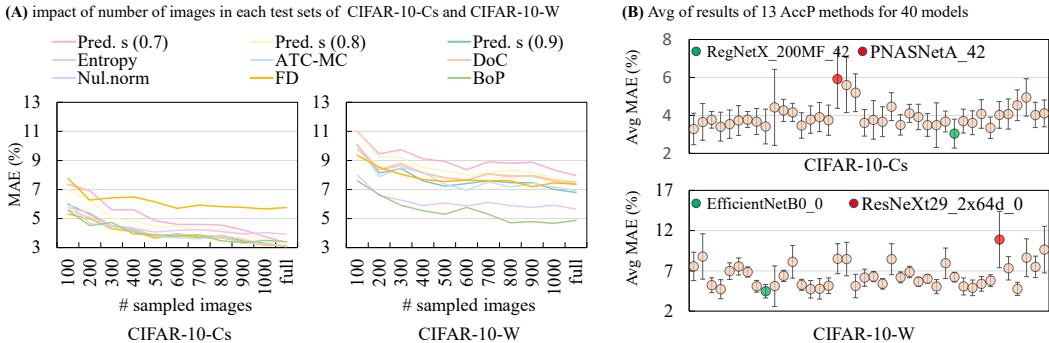 (A) impact of number of images in each test sets of CIFAR-10-Cs and CIFAR-10-W
Pred. s (0.7) Pred. s (0.8) Pred. s (0.9)
Entropy ATC-MC DoC
Nul.norm FD BoP
MAE (%)
13
11
9
7
5
3
100
200
300
400
500
600
700
800
900
1000
full
# sampled images
CIFAR-10-Cs
13
11
9
7
5
3
100
200
300
400
500
600
700
800
900
1000
full
# sampled images
CIFAR-10-W
(B) Avg of results of 13 AccP methods for 40 models
Avg MAE (%)
8
6
4
2
RegNetX_200MF_42 PNASNetA_42
CIFAR-10-Cs
Avg MAE (%)
17
12
7
2
EfficientNetB0_0 ResNeXt29_2x64d_0
CIFAR-10-W